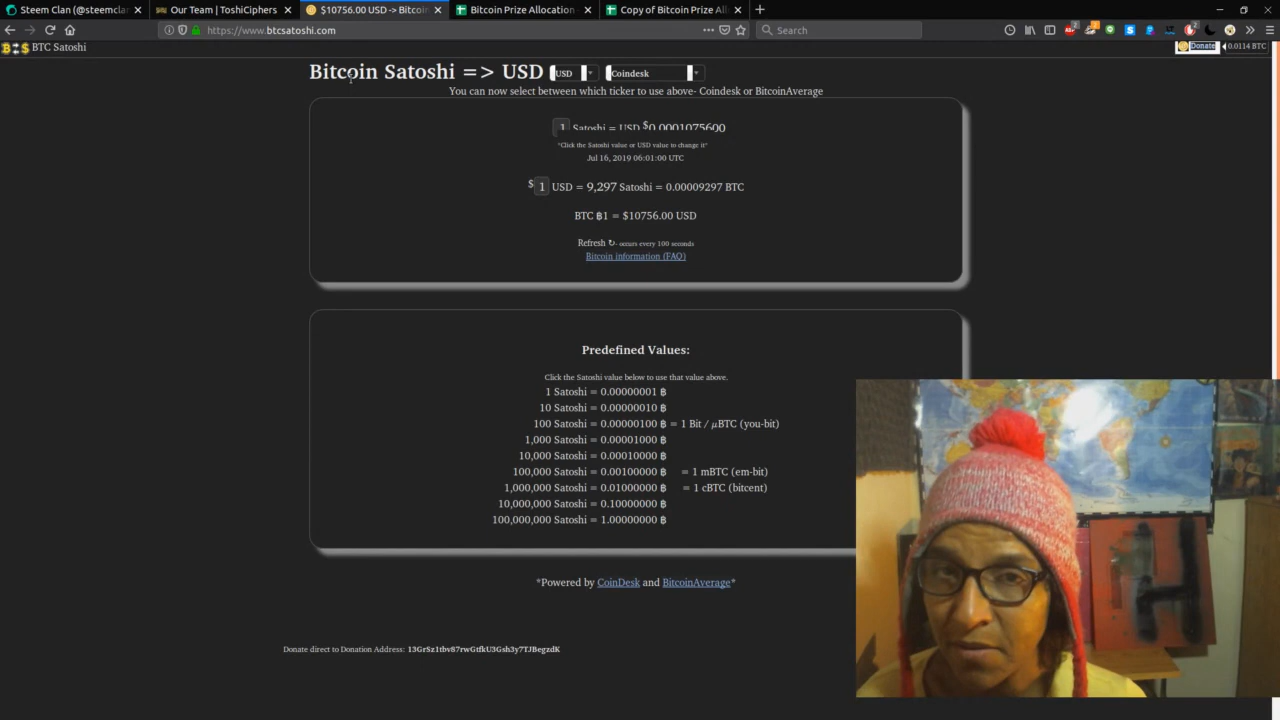 Steem Clan (@steemclan
Our Team | ToshiCiphers
$10756.00 USD -> Bitcoin
Bitcoin Prize Allocation -
Copy of Bitcoin Prize All
https://www.btcsatoshi.com
Search
BTC Satoshi
Donate
0.0114 BTC
Bitcoin Satoshi => USD
USD
Coindesk
You can now select between which ticker to use above- Coindesk or BitcoinAverage
1 Satoshi = USD $0.0001075600
*Click the Satoshi value or USD value to change it*
Jul 16, 2019 06:01:00 UTC
$ 1 USD = 9,297 Satoshi = 0.00009297 BTC
BTC ฿1 = $10756.00 USD
Refresh ↻- occurs every 100 seconds
Bitcoin information (FAQ)
Predefined Values:
Click the Satoshi value below to use that value above.
1 Satoshi = 0.00000001 ฿
10 Satoshi = 0.00000010 ฿
100 Satoshi = 0.00000100 ฿ = 1 Bit / μBTC (you-bit)
1,000 Satoshi = 0.00001000 ฿
10,000 Satoshi = 0.00010000 ฿
100,000 Satoshi = 0.00100000 ฿ = 1 mBTC (em-bit)
1,000,000 Satoshi = 0.01000000 ฿ = 1 cBTC (bitcent)
10,000,000 Satoshi = 0.10000000 ฿
100,000,000 Satoshi = 1.00000000 ฿
*Powered by CoinDesk and BitcoinAverage*
Donate direct to Donation Address: 13GrSz1tbv87rwGtfkU3Gsh3y7TJBegzdK